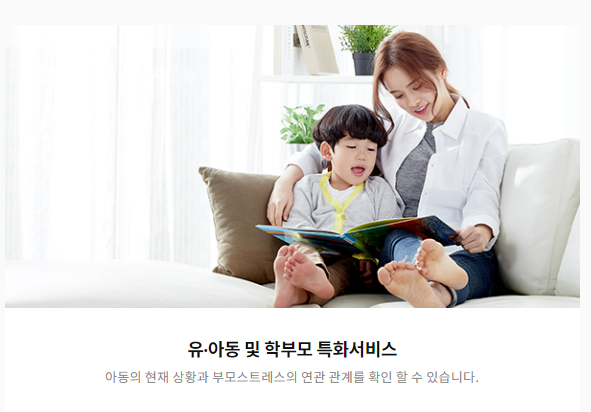 유·아동 및 학부모 특화서비스
아동의 현재 상황과 부모스트레스의 연관 관계를 확인 할 수 있습니다.